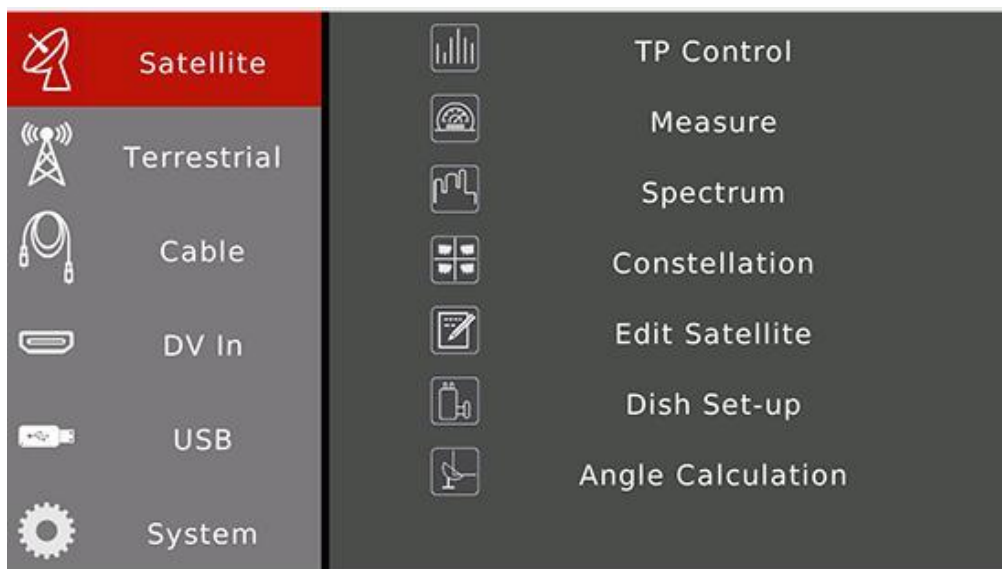 Satellite
Terrestrial
Cable
DV In
USB
System
TP Control
Measure
Spectrum
Constellation
Edit Satellite
Dish Set-up
Angle Calculation